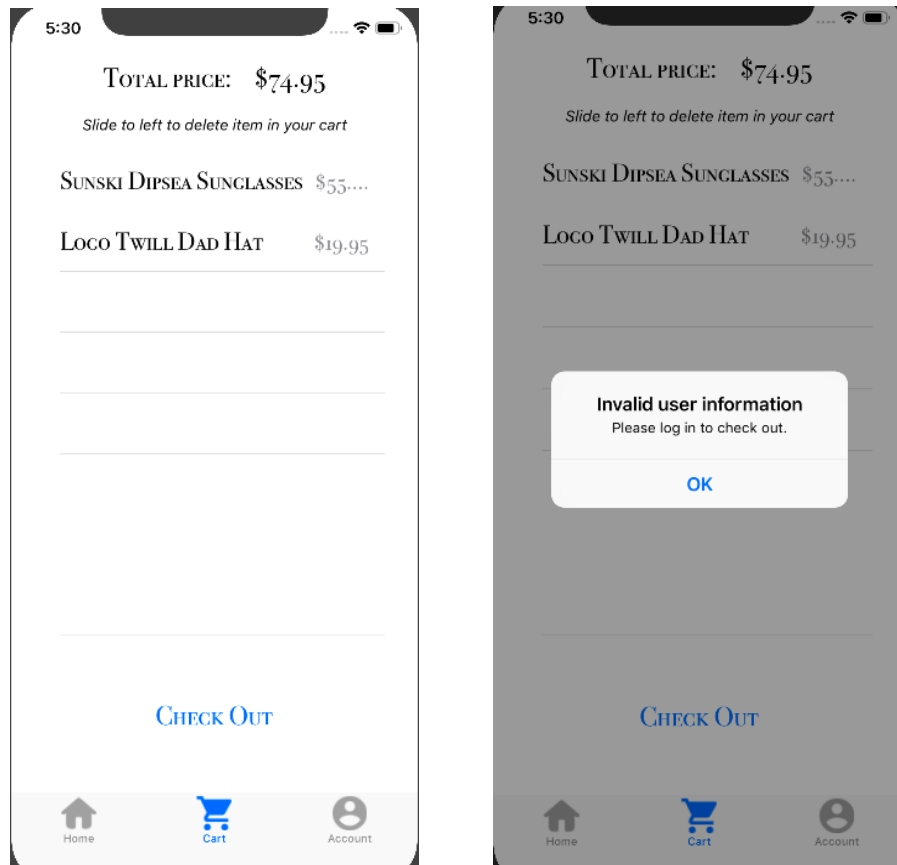 5:30
Total price: $74.95
Slide to left to delete item in your cart
Sunski Dipsea Sunglasses $55....
Logo Twill Dad Hat $19.95
Check Out
Home Cart Account
5:30
Total price: $74.95
Slide to left to delete item in your cart
Sunski Dipsea Sunglasses $55....
Logo Twill Dad Hat $19.95
Invalid user information
Please log in to check out.
OK
Check Out
Home Cart Account